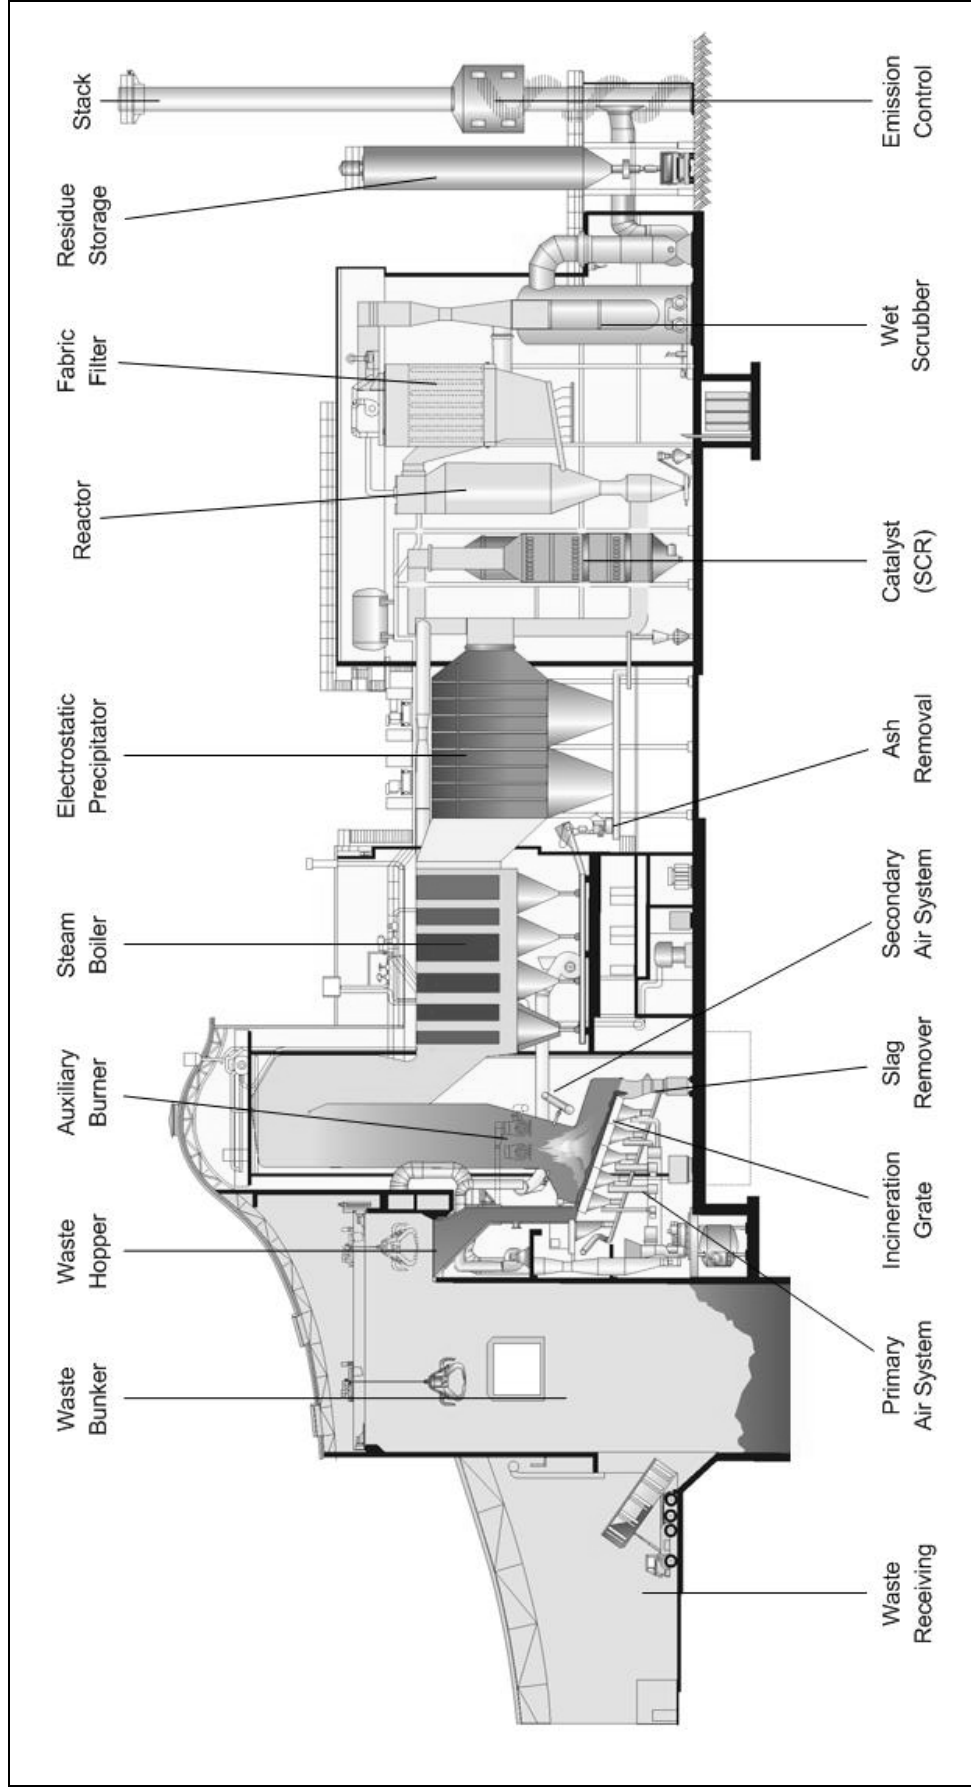 Waste
Bunker
Waste
Hopper
Auxiliary
Burner
Steam
Boiler
Electrostatic
Precipitator
Reactor
Fabric
Filter
Residue
Storage
Stack
Waste
Receiving
Primary
Air System
Incineration
Grate
Slag
Remover
Secondary
Air System
Ash
Removal
Catalyst
(SCR)
Wet
Scrubber
Emission
Control